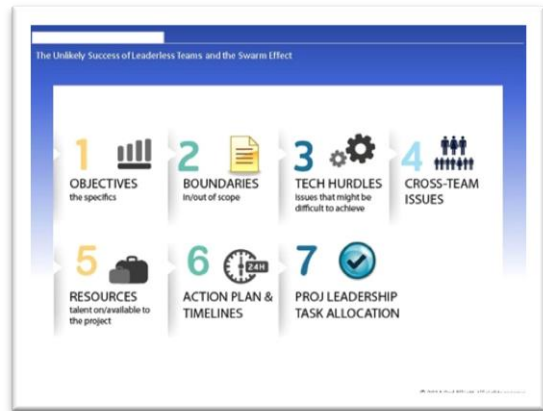 The Unlikely Success of Leaderless Teams and the Swarm Effect
1
OBJECTIVES
the specifics
2
BOUNDARIES
in/out of scope
3
TECH HURDLES
issues that might be
difficult to achieve
4
CROSS-TEAM
ISSUES
5
RESOURCES
talent on/available to
the project
6
24H
ACTION PLAN &
TIMELINES
7
PROJ LEADERSHIP
TASK ALLOCATION